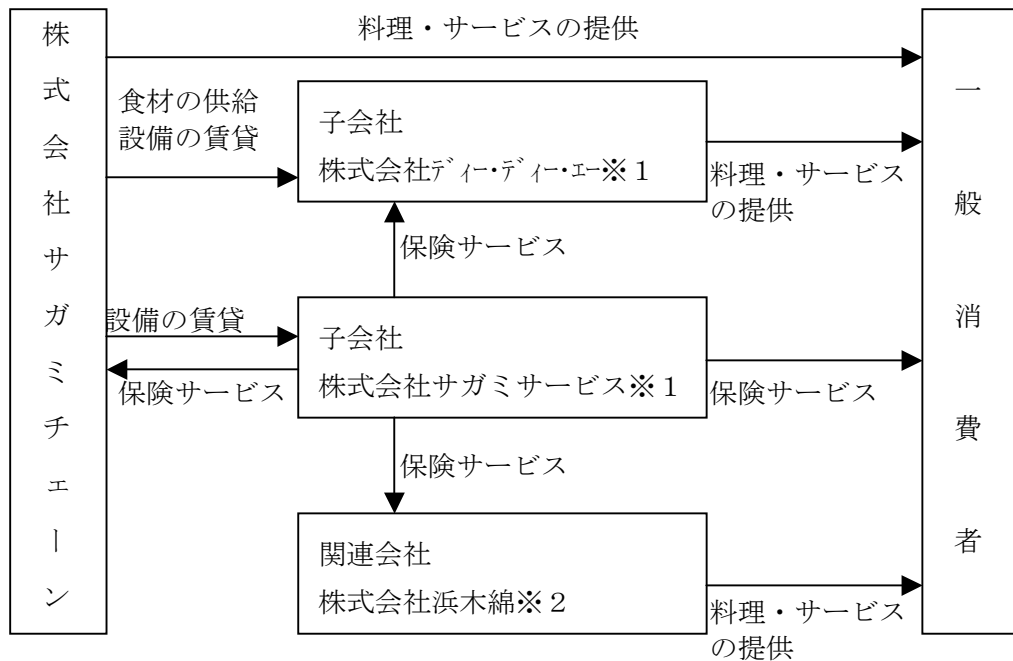 株式会社サガミチェーン
料理・サービスの提供
一般消費者
食材の供給
設備の賃貸
子会社
株式会社ディー・ディー・エー※1
料理・サービス
の提供
保険サービス
設備の賃貸
保険サービス
子会社
株式会社サガミサービス※1
保険サービス
保険サービス
関連会社
株式会社浜木綿※2
料理・サービス
の提供